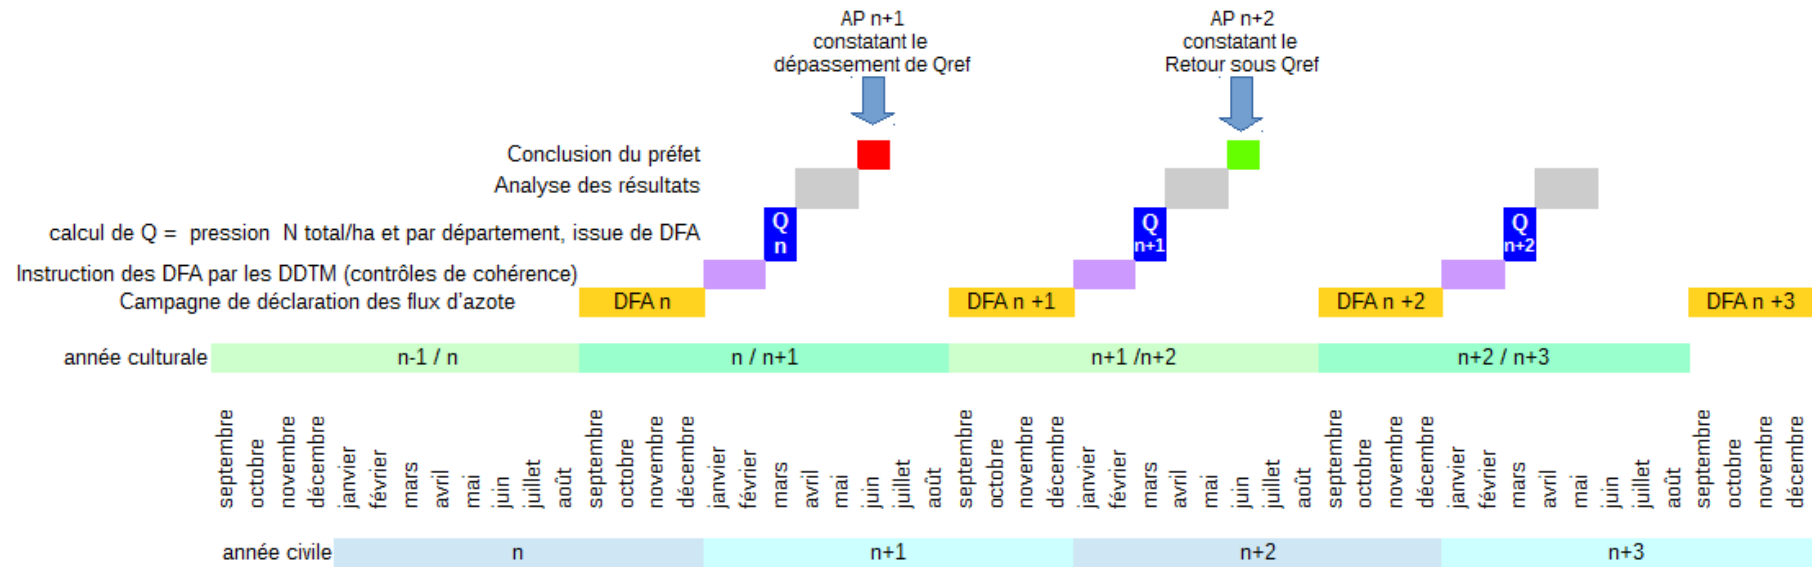 AP n+1
constatant le
dépassement de Qref
AP n+2
constatant le
Retour sous Qref
Conclusion du préfet
Analyse des résultats
calcul de Q = pression N total/ha et par département, issue de DFA
Q
n
Q
n+1
Q
n+2
Instruction des DFA par les DDTM (contrôles de cohérence)
Campagne de déclaration des flux d'azote
DFA n
DFA n +1
DFA n +2
DFA n +3
année culturale
n-1 / n
n / n+1
n+1 /n+2
n+2 / n+3
septembre
octobre
novembre
décembre
janvier
février
mars
avril
mai
juin
juillet
août
septembre
octobre
novembre
décembre
janvier
février
mars
avril
mai
juin
juillet
août
septembre
octobre
novembre
décembre
janvier
février
mars
avril
mai
juin
juillet
août
septembre
octobre
novembre
décembre
janvier
février
mars
avril
mai
juin
juillet
août
septembre
octobre
novembre
décembre
année civile
n
n+1
n+2
n+3